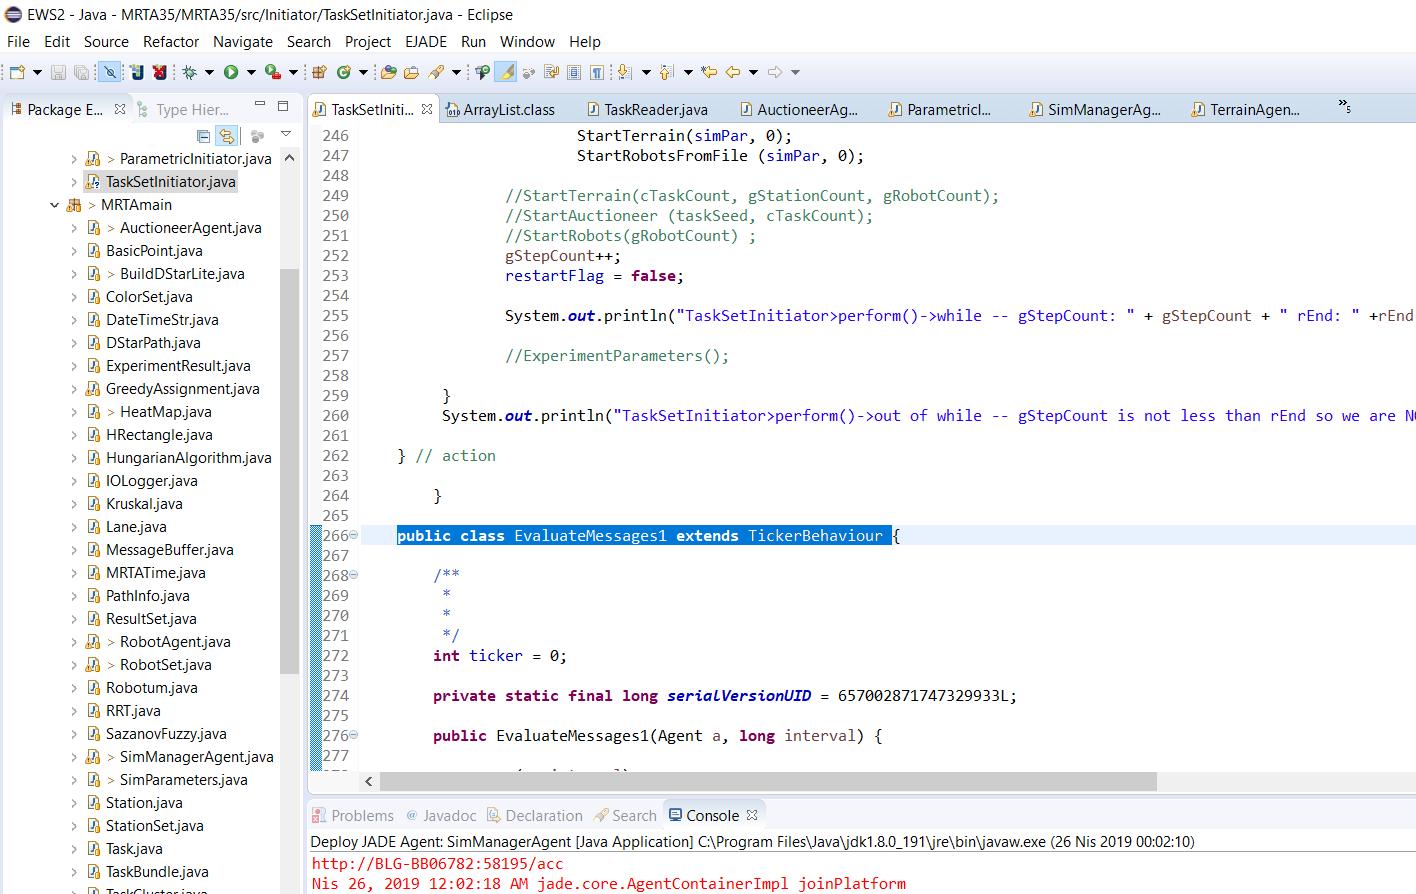 EWS2 - Java - MRTA35/MRTA35/src/Initiator/TaskSetInitiator.java - Eclipse
File Edit Source Refactor Navigate Search Project EJADE Run Window Help
Package E... Type Hier...
TaskSetIniti... ArrayList.class TaskReader.java AuctioneerAg... ParametricI... SimManagerAg... TerrainAgen... »5
> ParametricInitiator.java
TaskSetInitiator.java
> MRTAmain
> AuctioneerAgent.java
BasicPoint.java
> BuildDStarLite.java
ColorSet.java
DateTimeStr.java
DStarPath.java
ExperimentResult.java
GreedyAssignment.java
> HeatMap.java
HRectangle.java
HungarianAlgorithm.java
IOLogger.java
Kruskal.java
Lane.java
MessageBuffer.java
MRTATime.java
PathInfo.java
ResultSet.java
> RobotAgent.java
> RobotSet.java
Robotum.java
RRT.java
SazanovFuzzy.java
> SimManagerAgent.java
> SimParameters.java
Station.java
StationSet.java
Task.java
TaskBundle.java
TaskCluster.java
246 StartTerrain(simPar, 0);
247 StartRobotsFromFile (simPar, 0);
248
249 //StartTerrain(cTaskCount, gStationCount, gRobotCount);
250 //StartAuctioneer (taskSeed, cTaskCount);
251 //StartRobots(gRobotCount) ;
252 gStepCount++;
253 restartFlag = false;
254
255 System.out.println("TaskSetInitiator>perform()->while -- gStepCount: " + gStepCount + " rEnd: " +rEnd
256
257 //ExperimentParameters();
258
259 }
260 System.out.println("TaskSetInitiator>perform()->out of while -- gStepCount is not less than rEnd so we are NO
261
262 } // action
263
264 }
265
266 public class EvaluateMessages1 extends TickerBehaviour {
267
268 /**
269 *
270 *
271 */
272 int ticker = 0;
273
274 private static final long serialVersionUID = 657002871747329933L;
275
276 public EvaluateMessages1(Agent a, long interval) {
277
Problems @ Javadoc Declaration Search Console
Deploy JADE Agent: SimManagerAgent [Java Application] C:\Program Files\Java\jdk1.8.0_191\jre\bin\javaw.exe (26 Nis 2019 00:02:10)
http://BLG-BB06782:58195/acc
Nis 26, 2019 12:02:18 AM jade.core.AgentContainerImpl joinPlatform